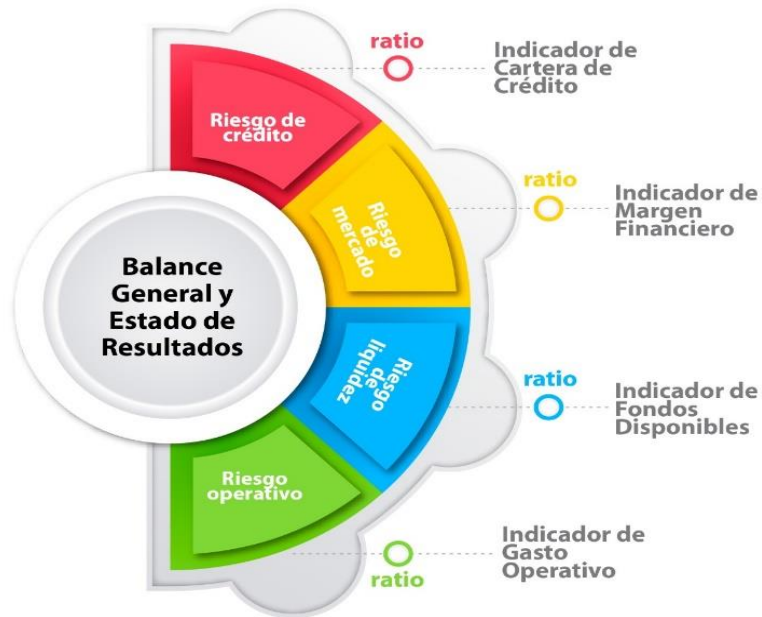 ratio
Indicador de
Cartera de
Crédito
Riesgo de
crédito
ratio
Indicador de
Margen
Financiero
Riesgo
de
mercado
Balance
General y
Estado de
Resultados
Riesgo
de
liquidez
ratio
Indicador de
Fondos
Disponibles
Riesgo
operativo
ratio
Indicador de
Gasto
Operativo